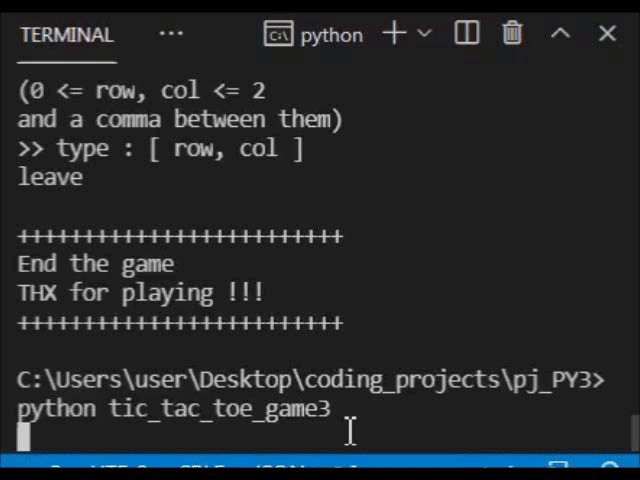 TERMINAL ... python
(0 <= row, col <= 2
and a comma between them)
>> type : [ row, col ]
leave
+++++++++++++++++++++++++
End the game
THX for playing !!!
+++++++++++++++++++++++++
C:\Users\user\Desktop\coding_projects\pj_PY3>
python tic_tac_toe_game3